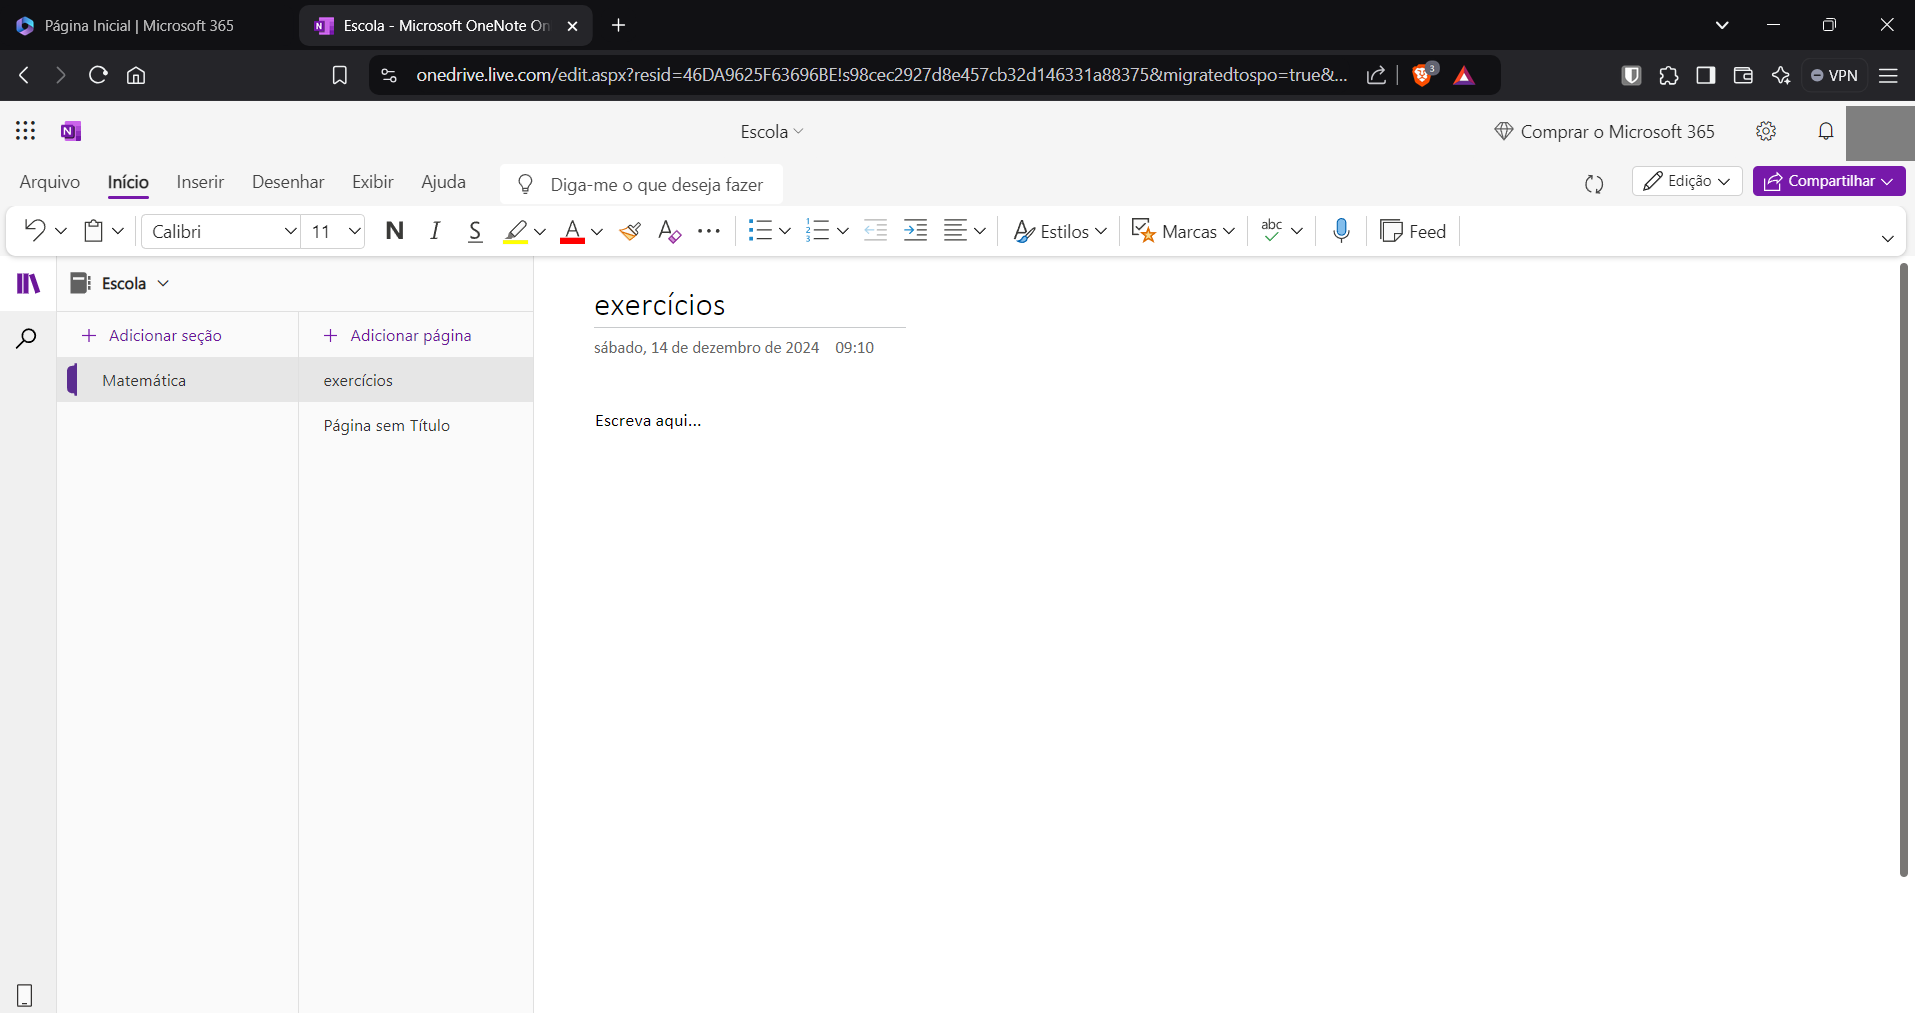 Página Inicial | Microsoft 365
Escola - Microsoft OneNote On
onedrive.live.com/edit.aspx?resid=46DA9625F63696BE!s98cec2927d8e457cb32d146331a88375&migratedtospo=true&...
3
VPN
N
Escola
Comprar o Microsoft 365
Arquivo
Início
Inserir
Desenhar
Exibir
Ajuda
Diga-me o que deseja fazer
Edição
Compartilhar
Calibri
11
N
I
S
A
A
Estilos
Marcas
abc
Feed
Escola
Adicionar seção
Adicionar página
Matemática
exercícios
Página sem Título
exercícios
sábado, 14 de dezembro de 2024 09:10
Escreva aqui...